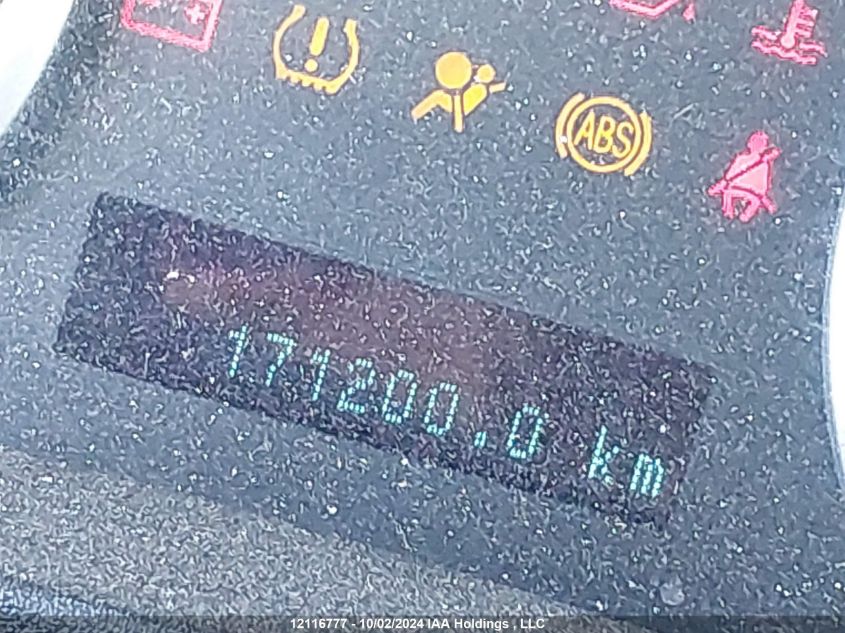 ABS
171200.0 km
12116777 - 10/02/2024 IAA Holdings , LLC